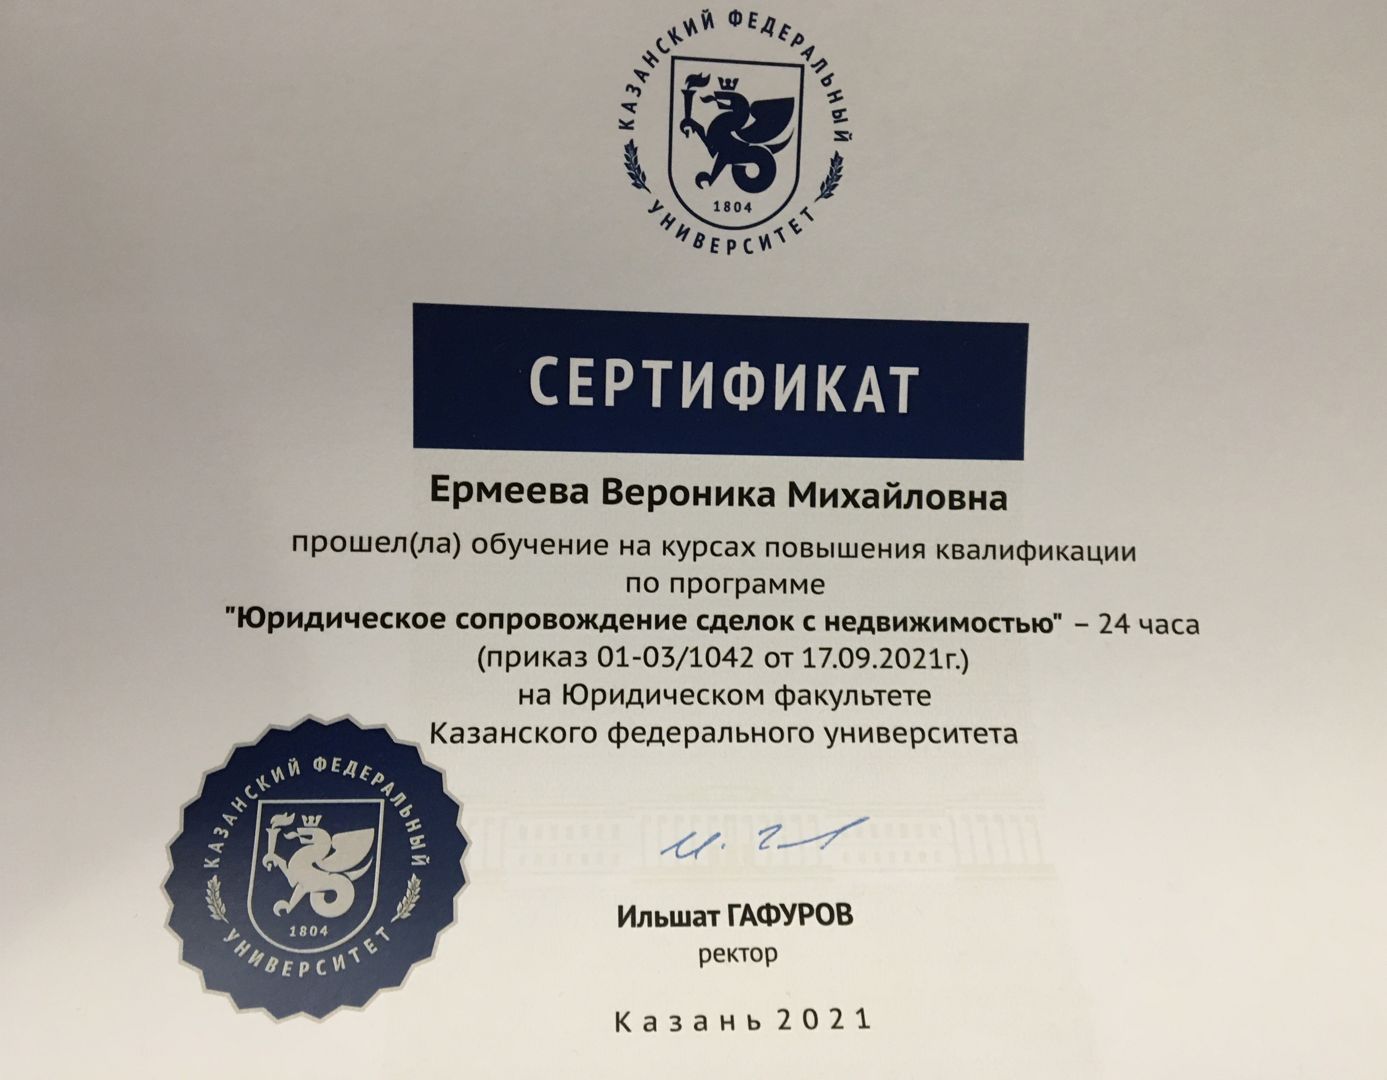 КАЗАНСКИЙ ФЕДЕРАЛЬНЫЙ
УНИВЕРСИТЕТ
1804
СЕРТИФИКАТ
Ермеева Вероника Михайловна
прошел(ла) обучение на курсах повышения квалификации
по программе
"Юридическое сопровождение сделок с недвижимостью" – 24 часа
(приказ 01-03/1042 от 17.09.2021г.)
на Юридическом факультете
Казанского федерального университета
КАЗАНСКИЙ ФЕДЕРАЛЬНЫЙ
УНИВЕРСИТЕТ
1804
Ильшат ГАФУРОВ
ректор
Казань 2021